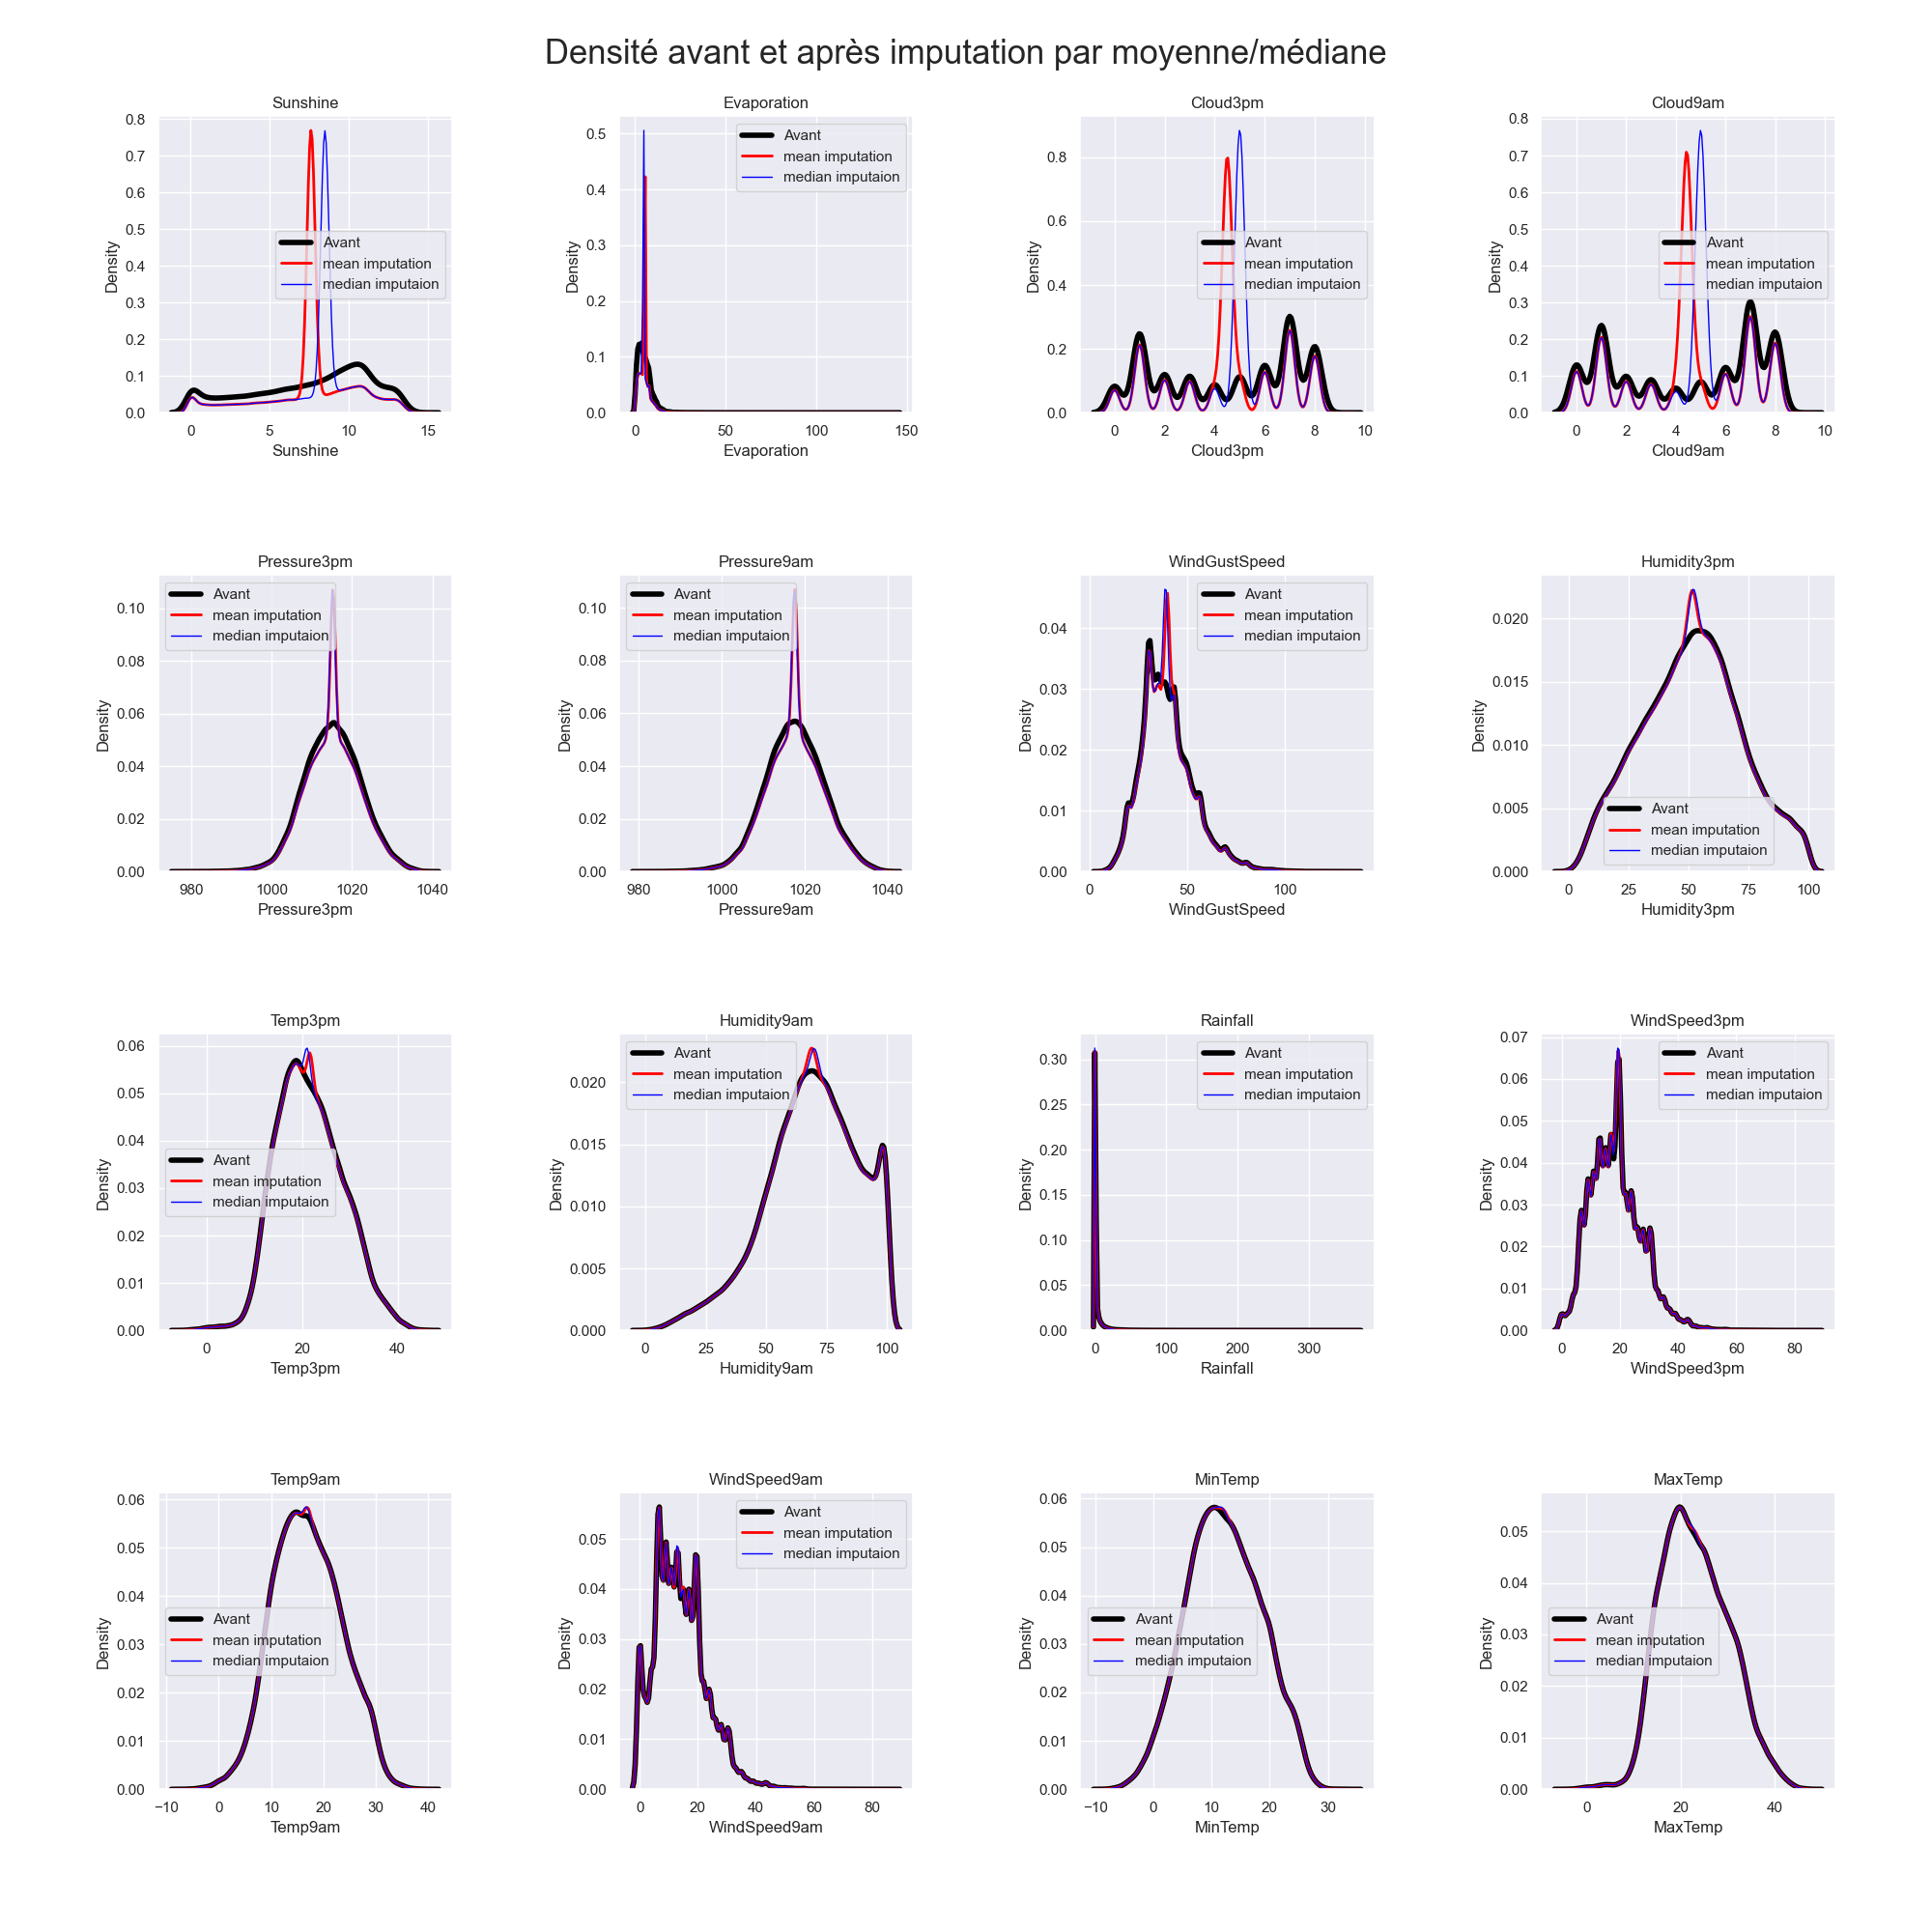 Densité avant et après imputation par moyenne/médiane
Sunshine
Density
0.8
0.7
0.6
0.5
0.4
0.3
0.2
0.1
0.0
Avant
mean imputation
median imputaion
0 5 10 15
Sunshine
Evaporation
Density
0.5
0.4
0.3
0.2
0.1
0.0
Avant
mean imputation
median imputaion
0 50 100 150
Evaporation
Cloud3pm
Density
0.8
0.6
0.4
0.2
0.0
Avant
mean imputation
median imputaion
0 2 4 6 8 10
Cloud3pm
Cloud9am
Density
0.8
0.7
0.6
0.5
0.4
0.3
0.2
0.1
0.0
Avant
mean imputation
median imputaion
0 2 4 6 8 10
Cloud9am
Pressure3pm
Density
0.10
0.08
0.06
0.04
0.02
0.00
Avant
mean imputation
median imputaion
980 1000 1020 1040
Pressure3pm
Pressure9am
Density
0.10
0.08
0.06
0.04
0.02
0.00
Avant
mean imputation
median imputaion
980 1000 1020 1040
Pressure9am
WindGustSpeed
Density
0.04
0.03
0.02
0.01
0.00
Avant
mean imputation
median imputaion
0 50 100
WindGustSpeed
Humidity3pm
Density
0.020
0.015
0.010
0.005
0.000
Avant
mean imputation
median imputaion
0 25 50 75 100
Humidity3pm
Temp3pm
Density
0.06
0.05
0.04
0.03
0.02
0.01
0.00
Avant
mean imputation
median imputaion
0 20 40
Temp3pm
Humidity9am
Density
0.020
0.015
0.010
0.005
0.000
Avant
mean imputation
median imputaion
0 25 50 75 100
Humidity9am
Rainfall
Density
0.30
0.25
0.20
0.15
0.10
0.05
0.00
Avant
mean imputation
median imputaion
0 100 200 300
Rainfall
WindSpeed3pm
Density
0.07
0.06
0.05
0.04
0.03
0.02
0.01
0.00
Avant
mean imputation
median imputaion
0 20 40 60 80
WindSpeed3pm
Temp9am
Density
0.06
0.05
0.04
0.03
0.02
0.01
0.00
Avant
mean imputation
median imputaion
−10 0 10 20 30 40
Temp9am
WindSpeed9am
Density
0.05
0.04
0.03
0.02
0.01
0.00
Avant
mean imputation
median imputaion
0 20 40 60 80
WindSpeed9am
MinTemp
Density
0.06
0.05
0.04
0.03
0.02
0.01
0.00
Avant
mean imputation
median imputaion
−10 0 10 20 30
MinTemp
MaxTemp
Density
0.05
0.04
0.03
0.02
0.01
0.00
Avant
mean imputation
median imputaion
0 20 40
MaxTemp